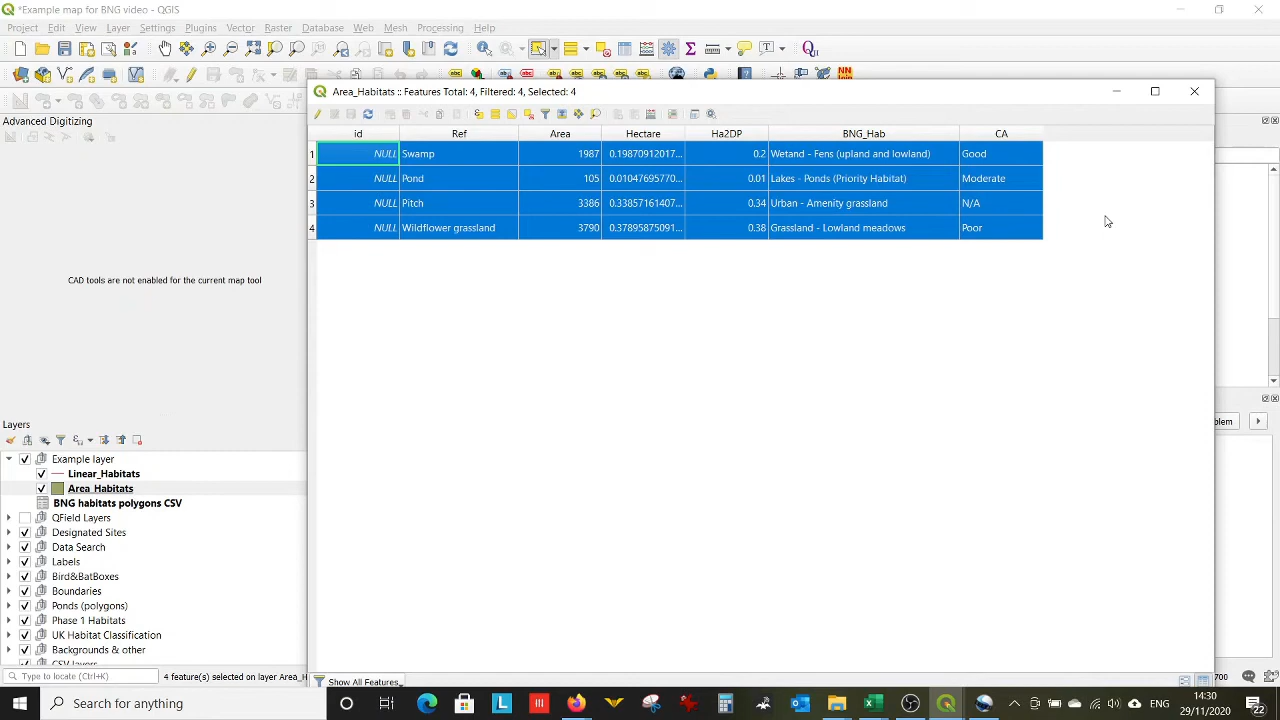 *Example map for BNG video - QGIS
Project Edit View Layer Settings Plugins Vector Raster Database Web Mesh Processing Help
Area_Habitats :: Features Total: 4, Filtered: 4, Selected: 4
Advanced Digitizing
id Ref Area Hectare Ha2DP BNG_Hab CA
1 NULL Swamp 1987 0.19870912017... 0.2 Wetand - Fens (upland and lowland) Good
2 NULL Pond 105 0.01047695770... 0.01 Lakes - Ponds (Priority Habitat) Moderate
3 NULL Pitch 3386 0.33857161407... 0.34 Urban - Amenity grassland N/A
4 NULL Wildflower grassland 3790 0.37895875091... 0.38 Grassland - Lowland meadows Poor
CAD tools are not enabled for the current map tool
Layers
Example layer
Linear_Habitats
Area_Habitats
BNG habitats polygons CSV
QField Layers
Designated Sites
Data Search
Labels
Bird&BatBoxes
Boundaries
Ponds (polygons)
Phase 1 Habitats
UK Habitat Classification
Backgrounds & other
CSV layers
blem
Type to locate (Ctrl+K) 4 feature(s) selected on layer Area_H
Show All Features
700
Search for anything
ENG
14:30
29/11/2020
22